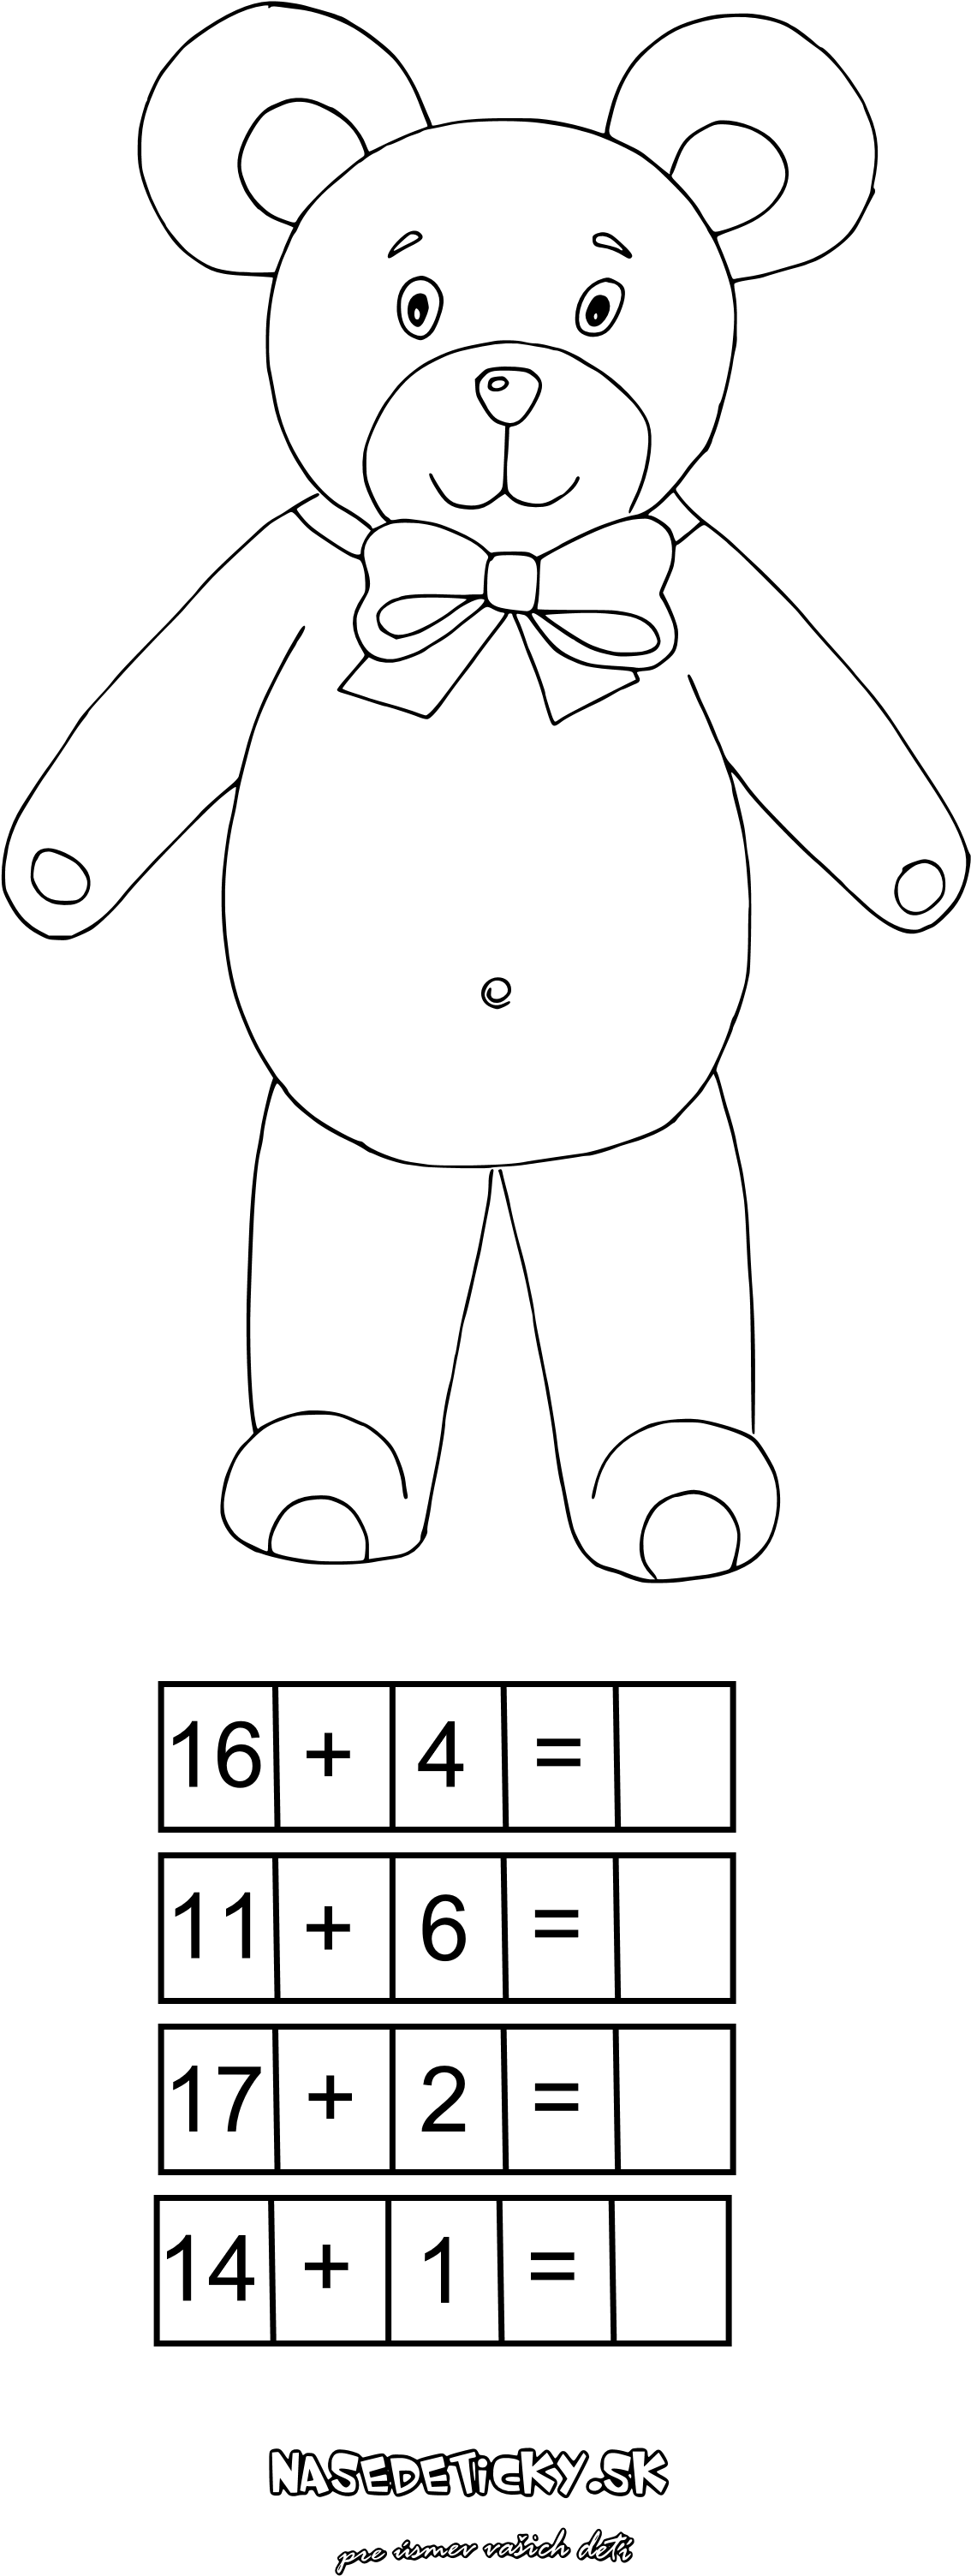 16 + 4 =
11 + 6 =
17 + 2 =
14 + 1 =
NASEDETiCKY.SK
pre úsmev vašich detí